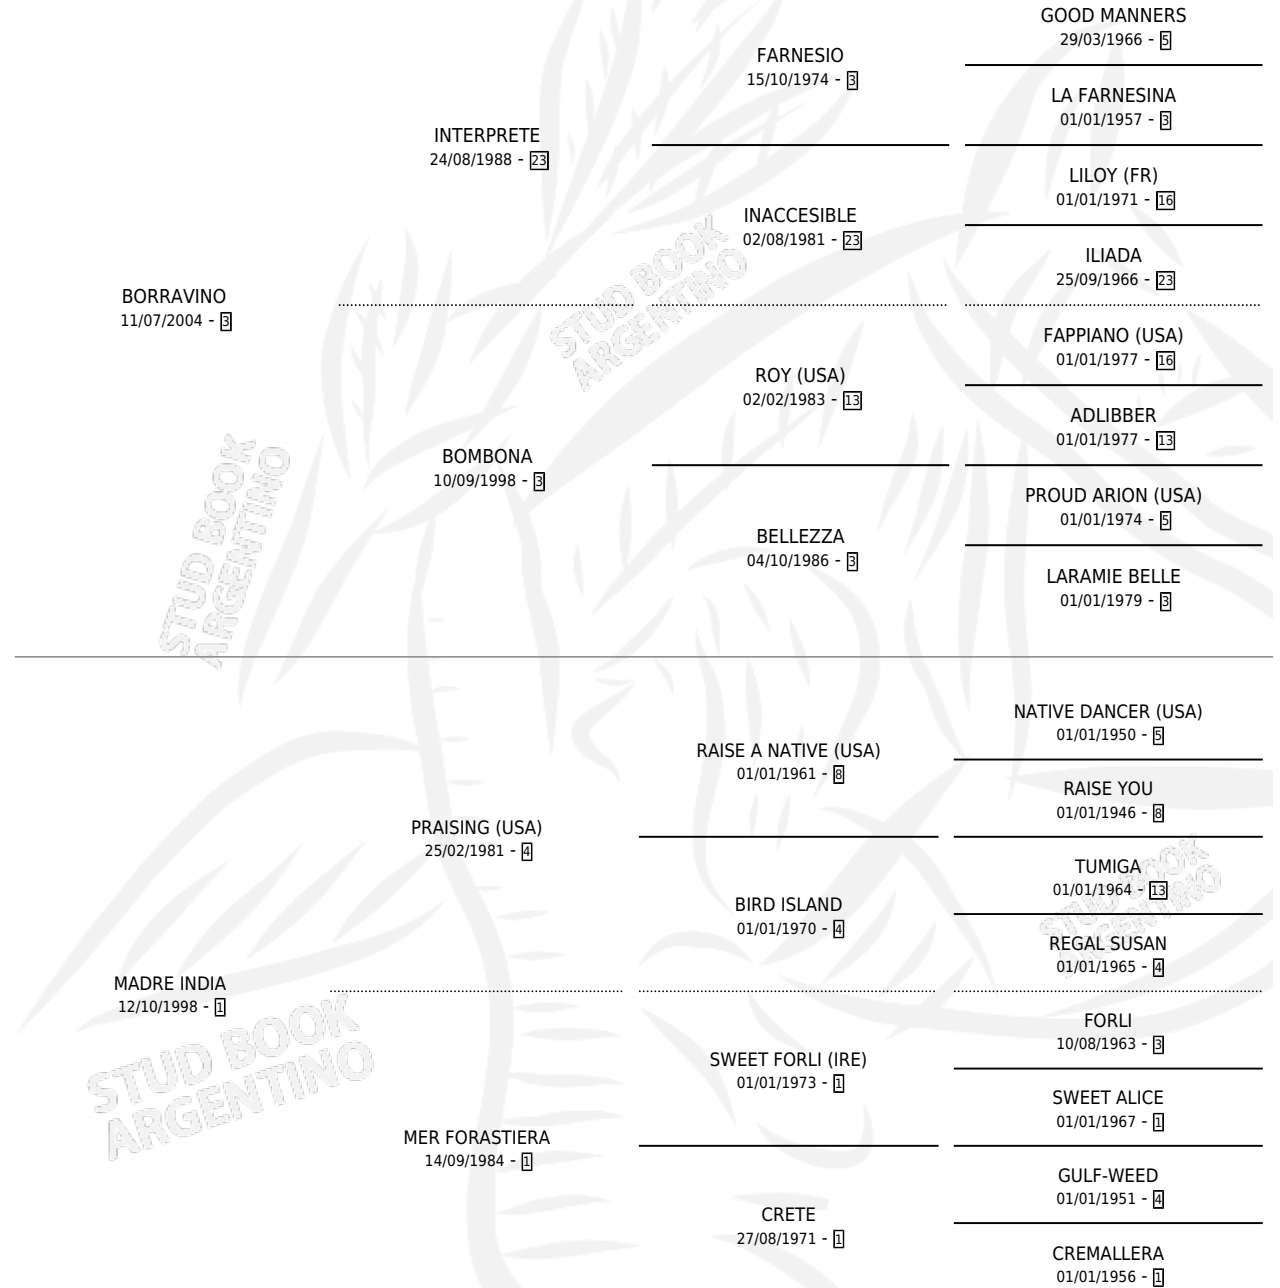 GOOD MANNERS
29/03/1966 - 5
FARNESIO
15/10/1974 - 3
LA FARNESINA
01/01/1957 - 3
INTERPRETE
24/08/1988 - 23
LILOY (FR)
01/01/1971 - 16
INACCESIBLE
02/08/1981 - 23
ILIADA
25/09/1966 - 23
BORRAVINO
11/07/2004 - 3
FAPPIANO (USA)
01/01/1977 - 16
ROY (USA)
02/02/1983 - 13
ADLIBBER
01/01/1977 - 13
BOMBONA
10/09/1998 - 3
PROUD ARION (USA)
01/01/1974 - 5
BELLEZZA
04/10/1986 - 3
LARAMIE BELLE
01/01/1979 - 3
STUD BOOK
ARGENTINO
STUD BOOK
ARGENTINO
NATIVE DANCER (USA)
01/01/1950 - 5
RAISE A NATIVE (USA)
01/01/1961 - 8
RAISE YOU
01/01/1946 - 8
PRAISING (USA)
25/02/1981 - 4
TUMIGA
01/01/1964 - 13
BIRD ISLAND
01/01/1970 - 4
REGAL SUSAN
01/01/1965 - 4
MADRE INDIA
12/10/1998 - 1
FORLI
10/08/1963 - 3
SWEET FORLI (IRE)
01/01/1973 - 1
SWEET ALICE
01/01/1967 - 1
MER FORASTIERA
14/09/1984 - 1
GULF-WEED
01/01/1951 - 4
CRETE
27/08/1971 - 1
CREMALLERA
01/01/1956 - 1
STUD BOOK
ARGENTINO
STUD BOOK
ARGENTINO